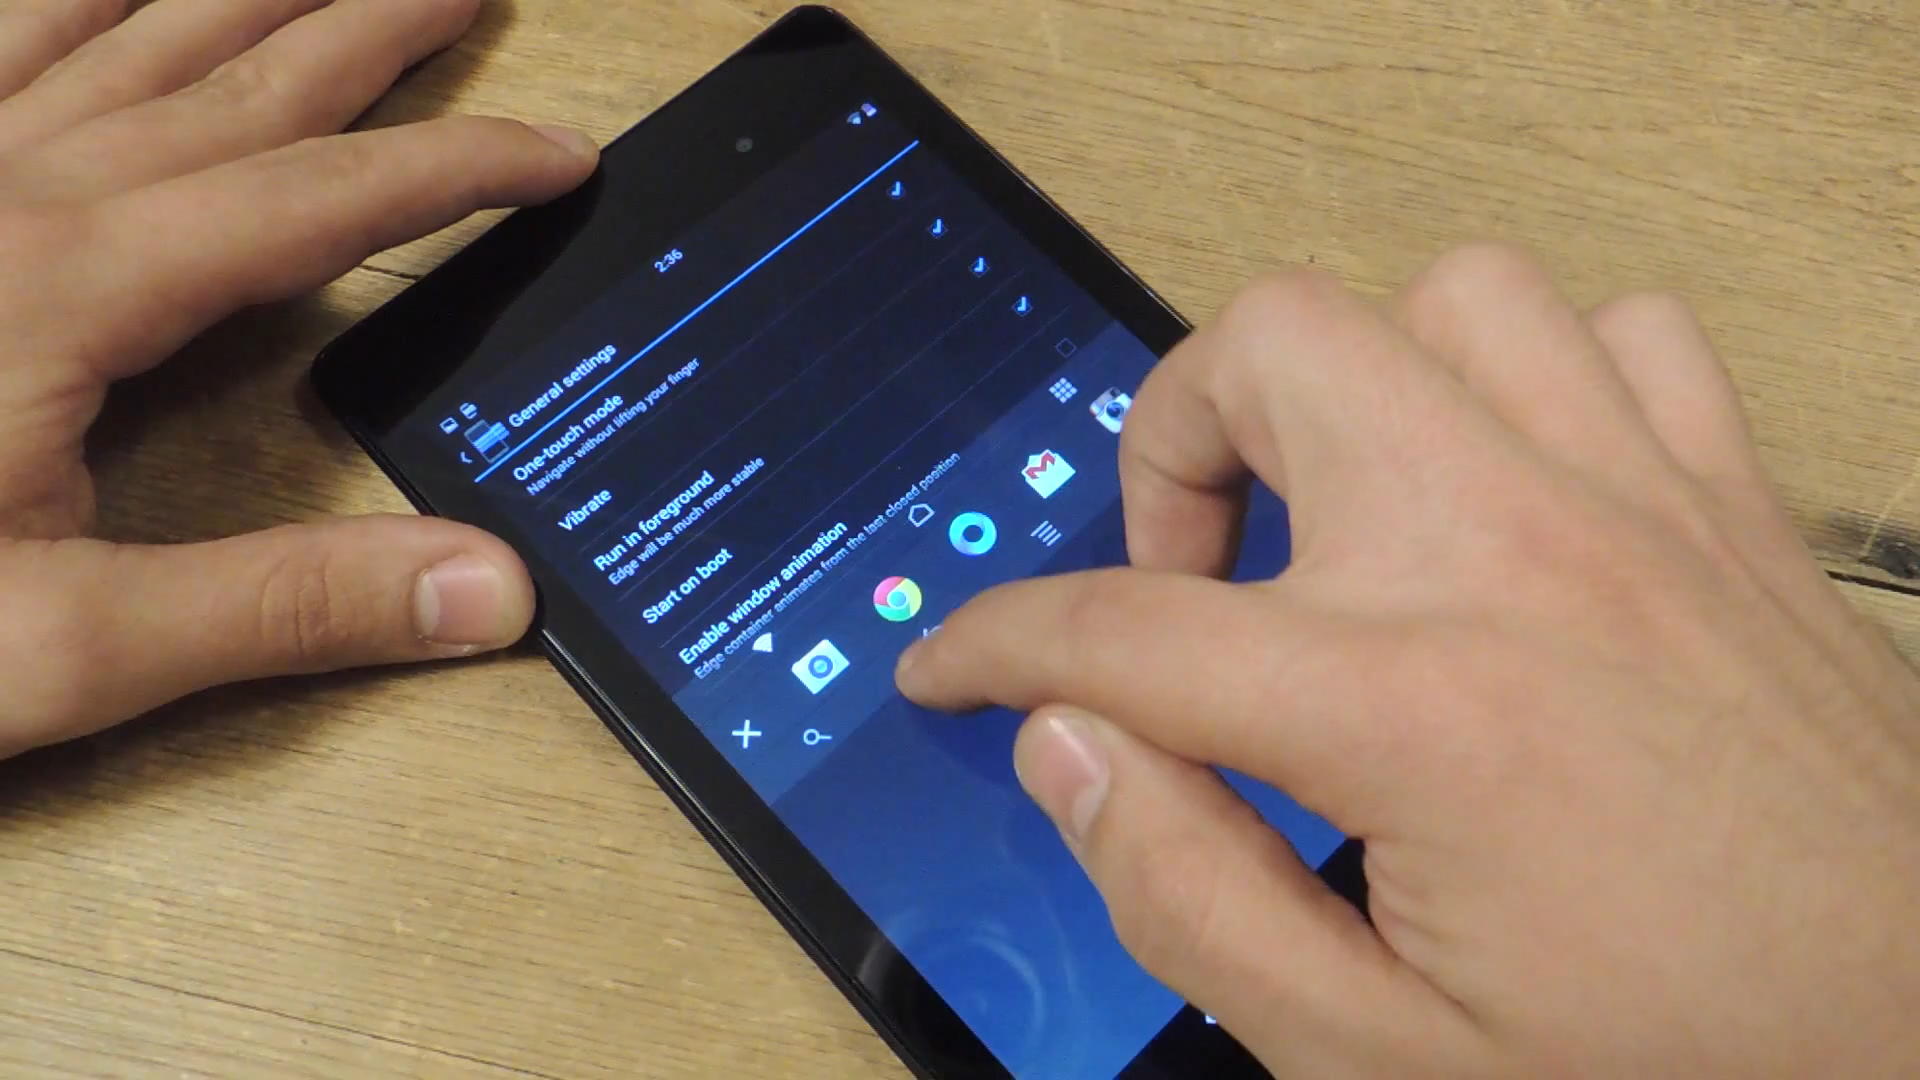 2:36
General settings
One-touch mode
Navigate without lifting your finger
Vibrate
Run in foreground
Edge will be much more stable
Start on boot
Enable window animation
Edge container animates from the last closed position